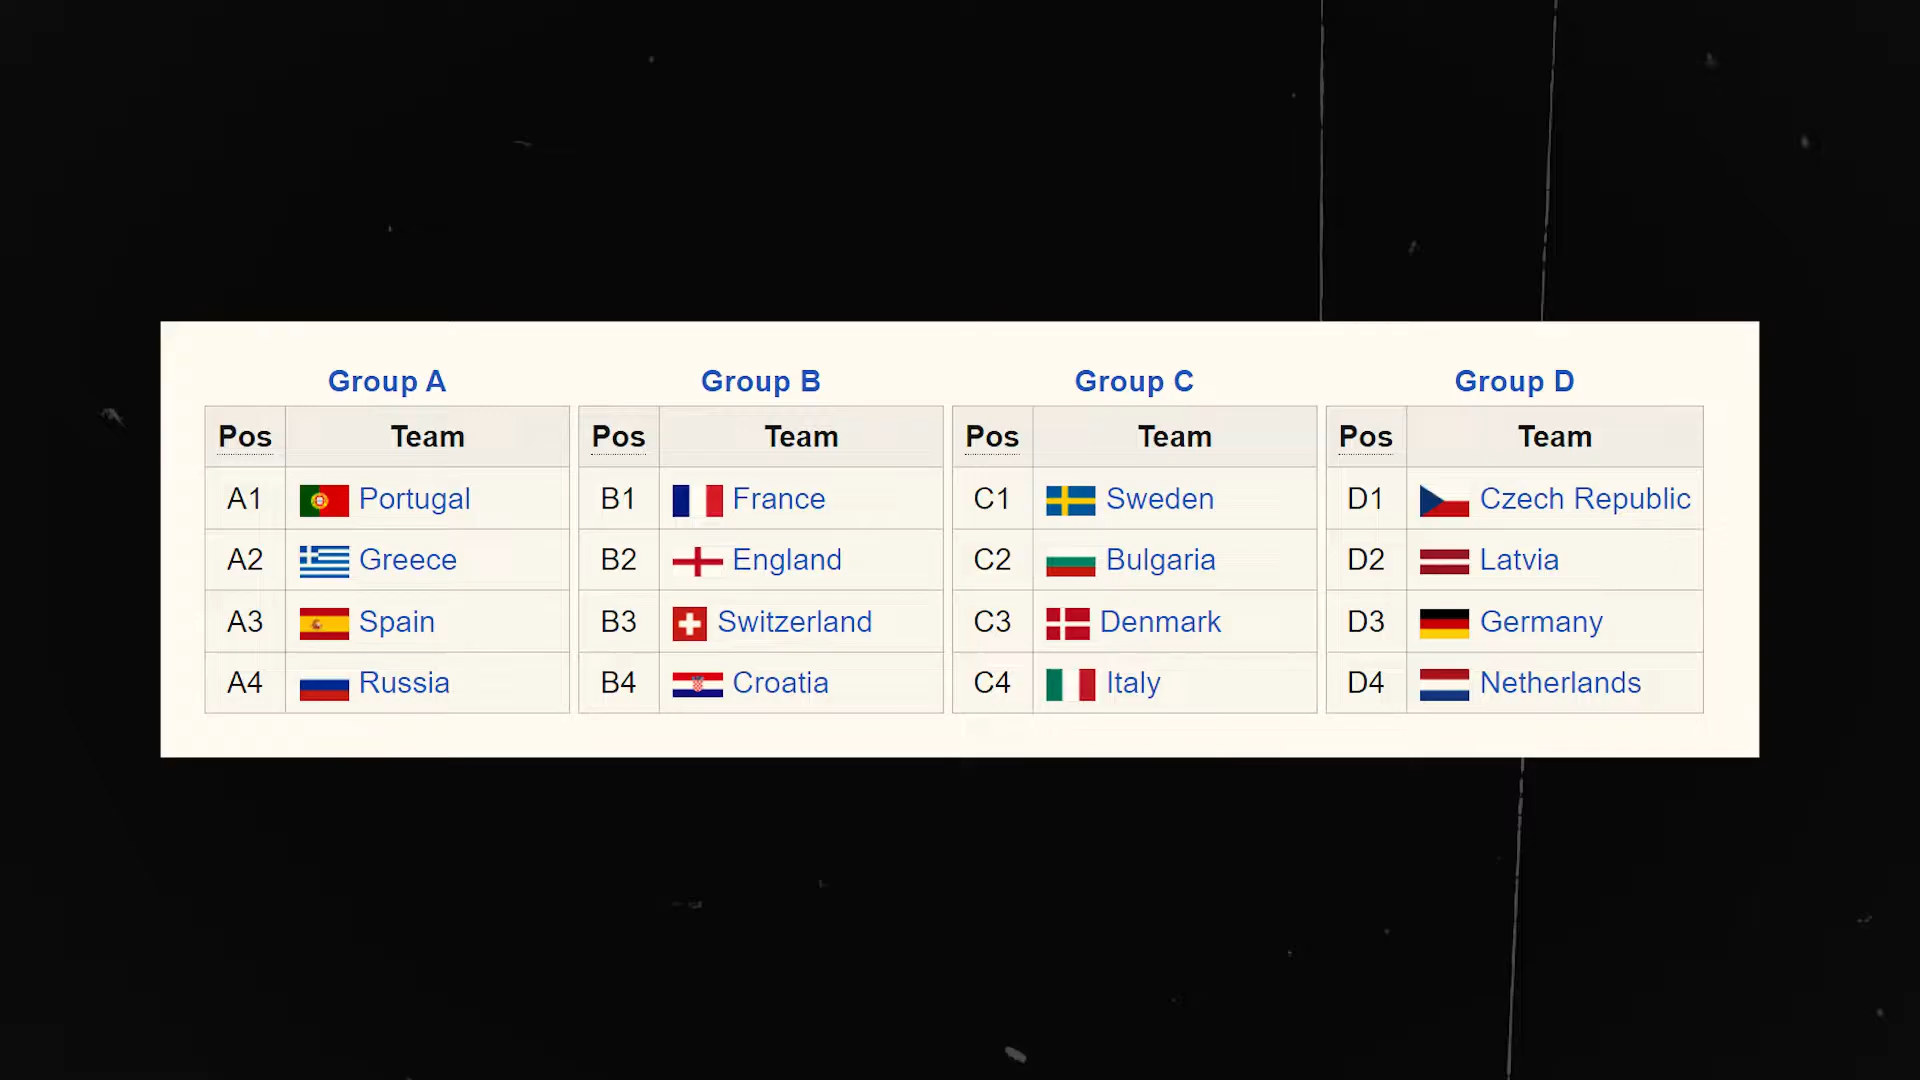 Group A Group B Group C Group D
Pos Team Pos Team Pos Team Pos Team
A1 Portugal B1 France C1 Sweden D1 Czech Republic
A2 Greece B2 England C2 Bulgaria D2 Latvia
A3 Spain B3 Switzerland C3 Denmark D3 Germany
A4 Russia B4 Croatia C4 Italy D4 Netherlands